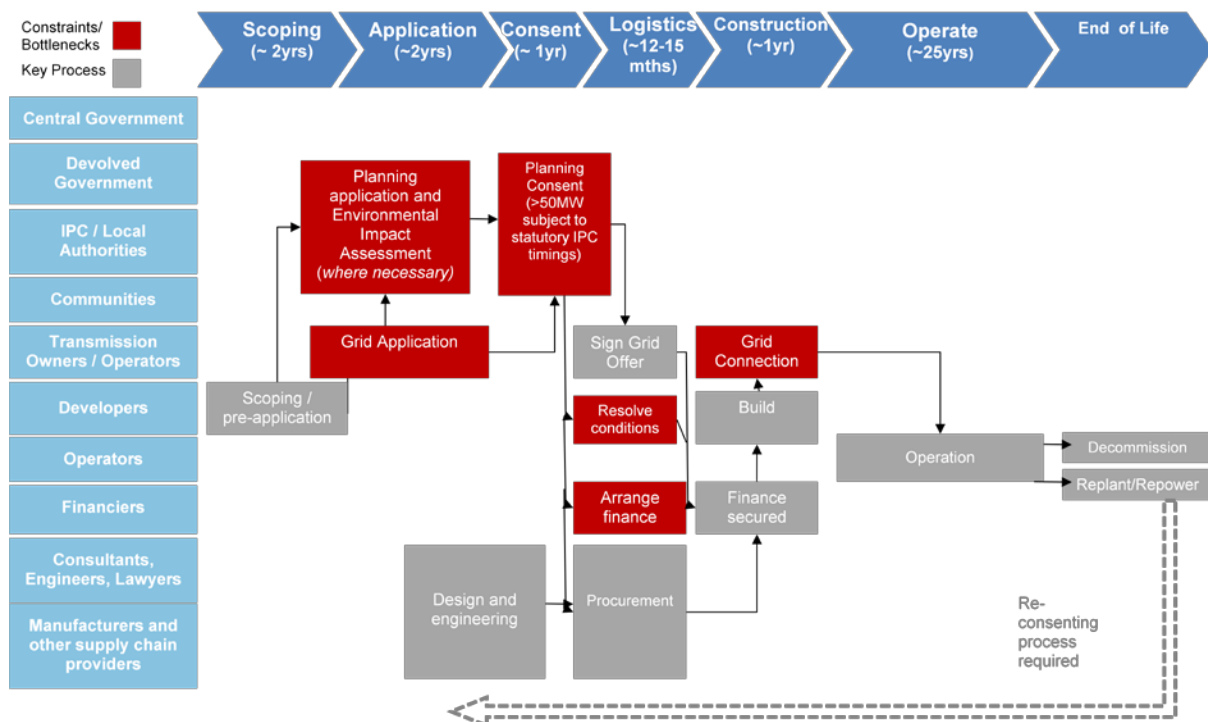 Constraints/
Bottlenecks
Key Process
Scoping
(~ 2yrs)
Application
(~2yrs)
Consent
(~ 1yr)
Logistics
(~12-15
mths)
Construction
(~1yr)
Operate
(~25yrs)
End of Life
Central Government
Devolved
Government
IPC / Local
Authorities
Communities
Transmission
Owners / Operators
Developers
Operators
Financiers
Consultants,
Engineers, Lawyers
Manufacturers and
other supply chain
providers
Planning
application and
Environmental
Impact
Assessment
(where necessary)
Planning
Consent
(>50MW
subject to
statutory IPC
timings)
Grid Application
Sign Grid
Offer
Grid
Connection
Scoping /
pre-application
Resolve
conditions
Build
Operation
Decommission
Replant/Repower
Arrange
finance
Finance
secured
Design and
engineering
Procurement
Re-
consenting
process
required